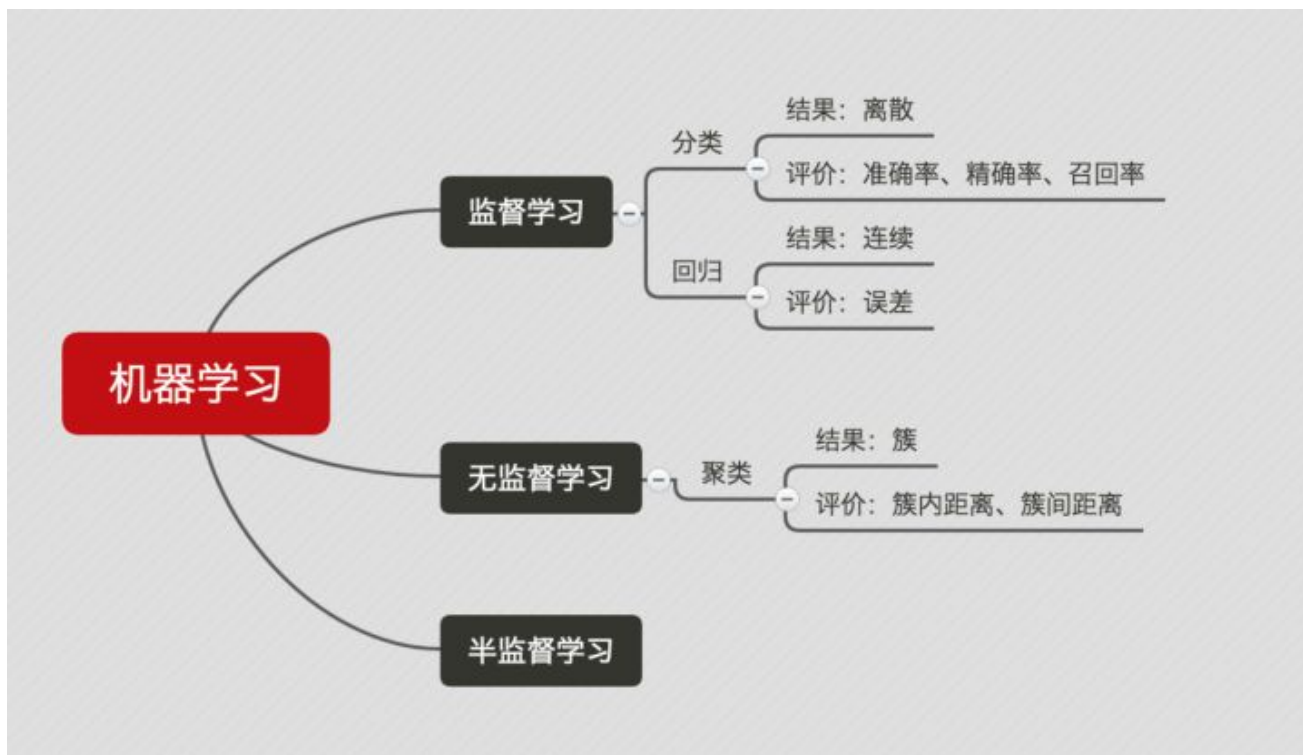 机器学习
监督学习
分类
结果：离散
评价：准确率、精确率、召回率
回归
结果：连续
评价：误差
无监督学习
聚类
结果：簇
评价：簇内距离、簇间距离
半监督学习